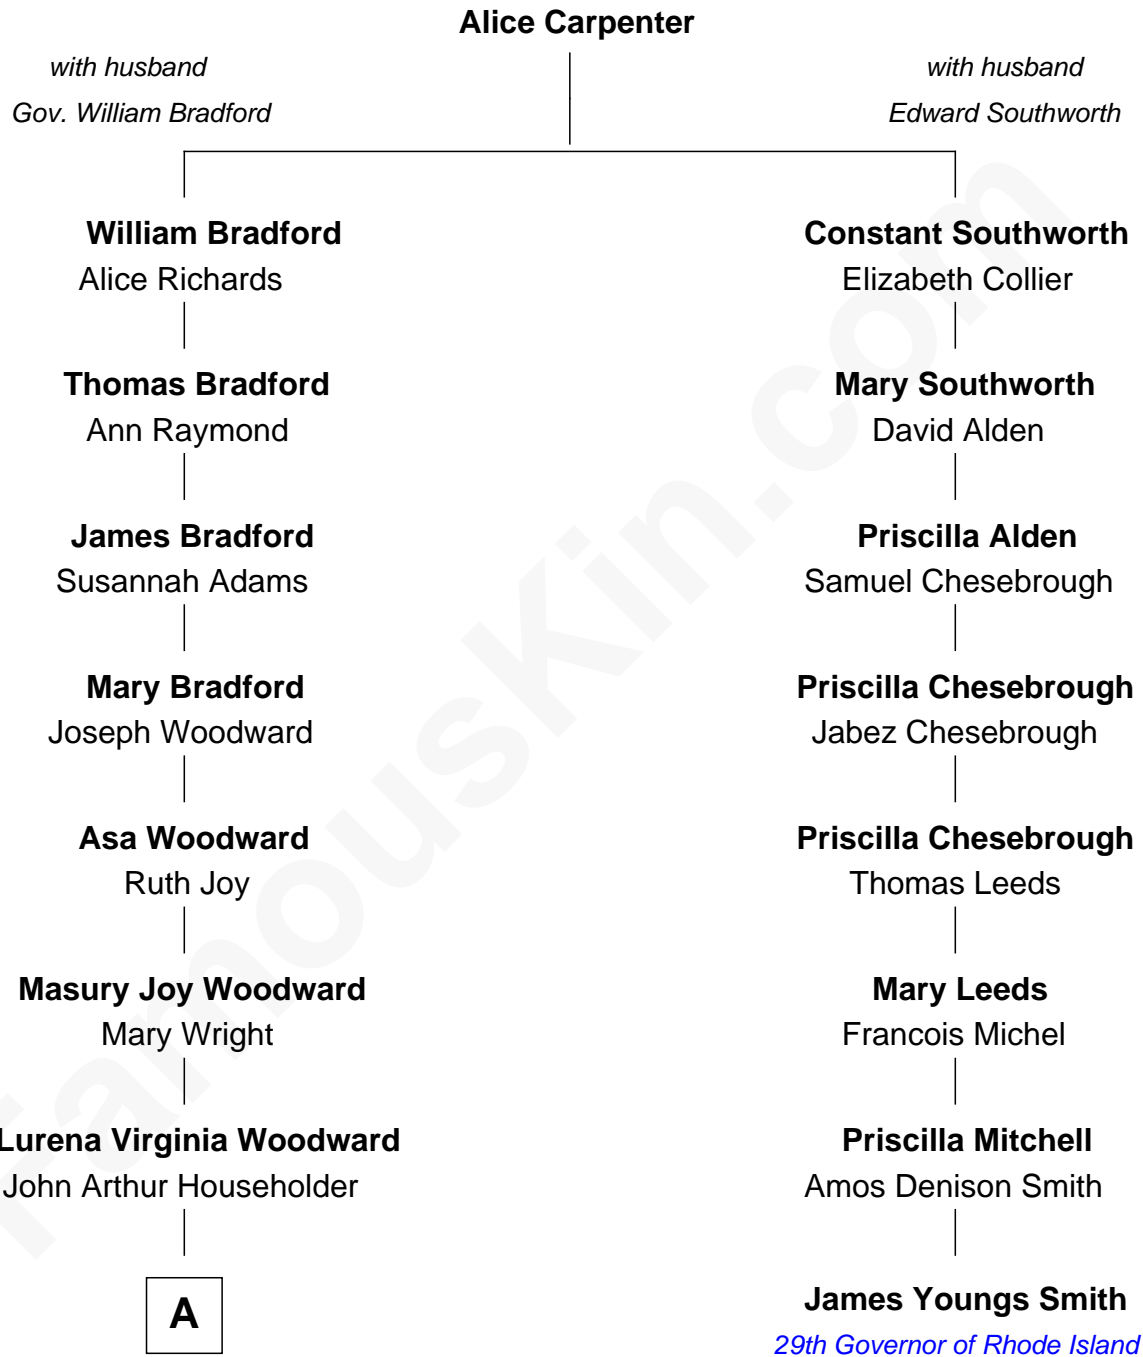 Alice Carpenter
with husband
Gov. William Bradford
with husband
Edward Southworth
William Bradford
Alice Richards
Thomas Bradford
Ann Raymond
James Bradford
Susannah Adams
Mary Bradford
Joseph Woodward
Asa Woodward
Ruth Joy
Masury Joy Woodward
Mary Wright
Lurena Virginia Woodward
John Arthur Householder
A
Constant Southworth
Elizabeth Collier
Mary Southworth
David Alden
Priscilla Alden
Samuel Chesebrough
Priscilla Chesebrough
Jabez Chesebrough
Priscilla Chesebrough
Thomas Leeds
Mary Leeds
Francois Michel
Priscilla Mitchell
Amos Denison Smith
James Youngs Smith
29th Governor of Rhode Island
FamousKin.com